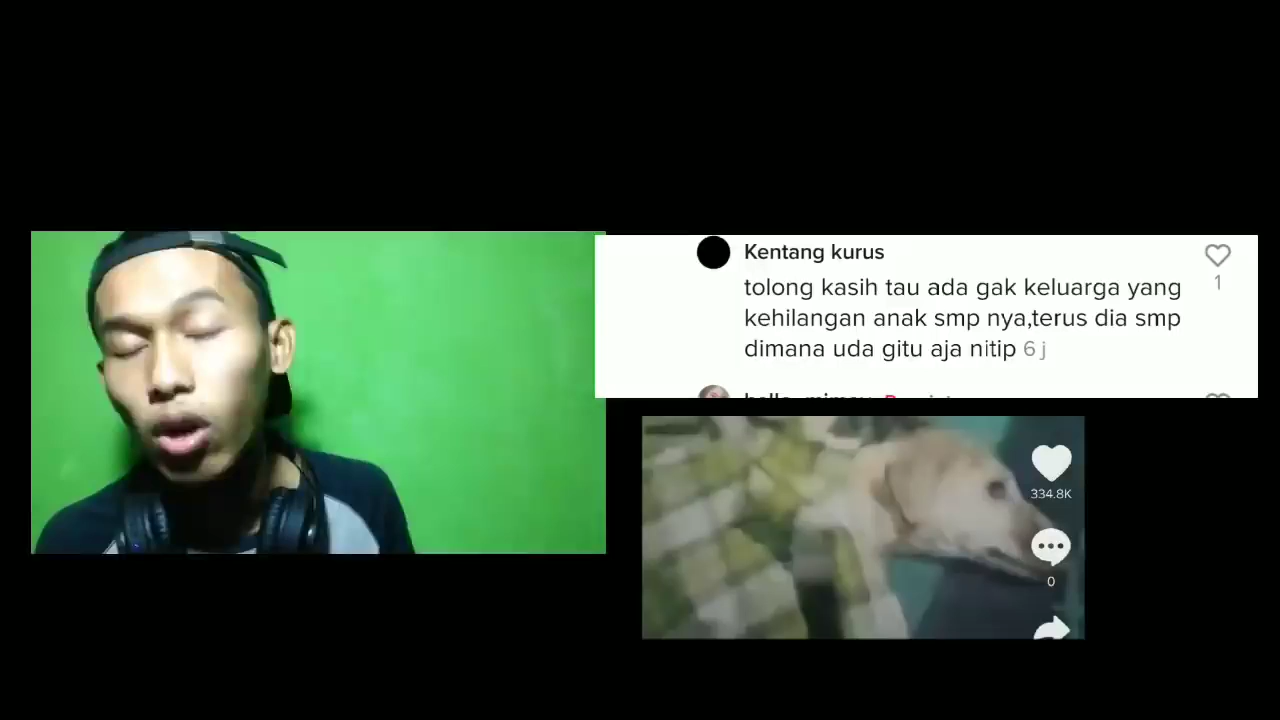 Kentang kurus
tolong kasih tau ada gak keluarga yang
kehilangan anak smp nya,terus dia smp
dimana uda gitu aja nitip 6 j
1
334.8K
0